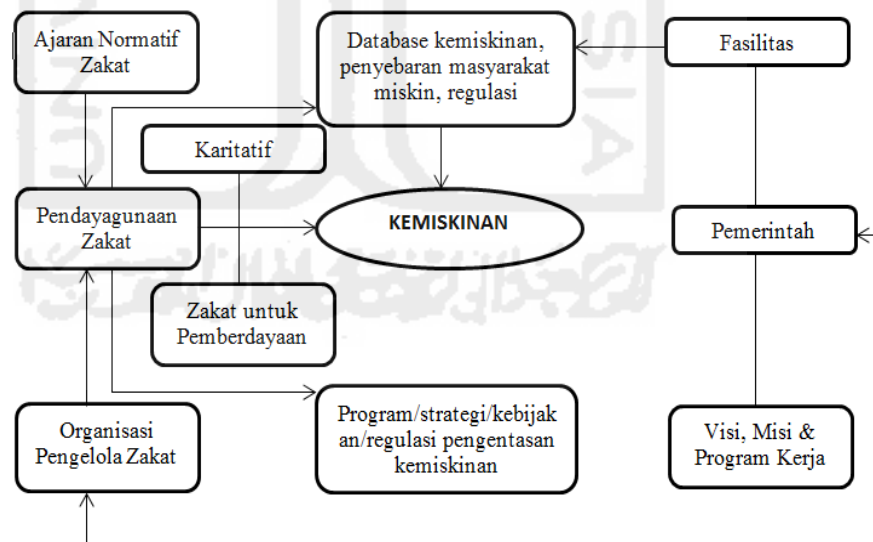 Ajaran Normatif
Zakat
Database kemiskinan,
penyebaran masyarakat
miskin, regulasi
Fasilitas
Karitatif
Pendayagunaan
Zakat
KEMISKINAN
Pemerintah
Zakat untuk
Pemberdayaan
Organisasi
Pengelola Zakat
Program/strategi/kebijak
an/regulasi pengentasan
kemiskinan
Visi, Misi &
Program Kerja